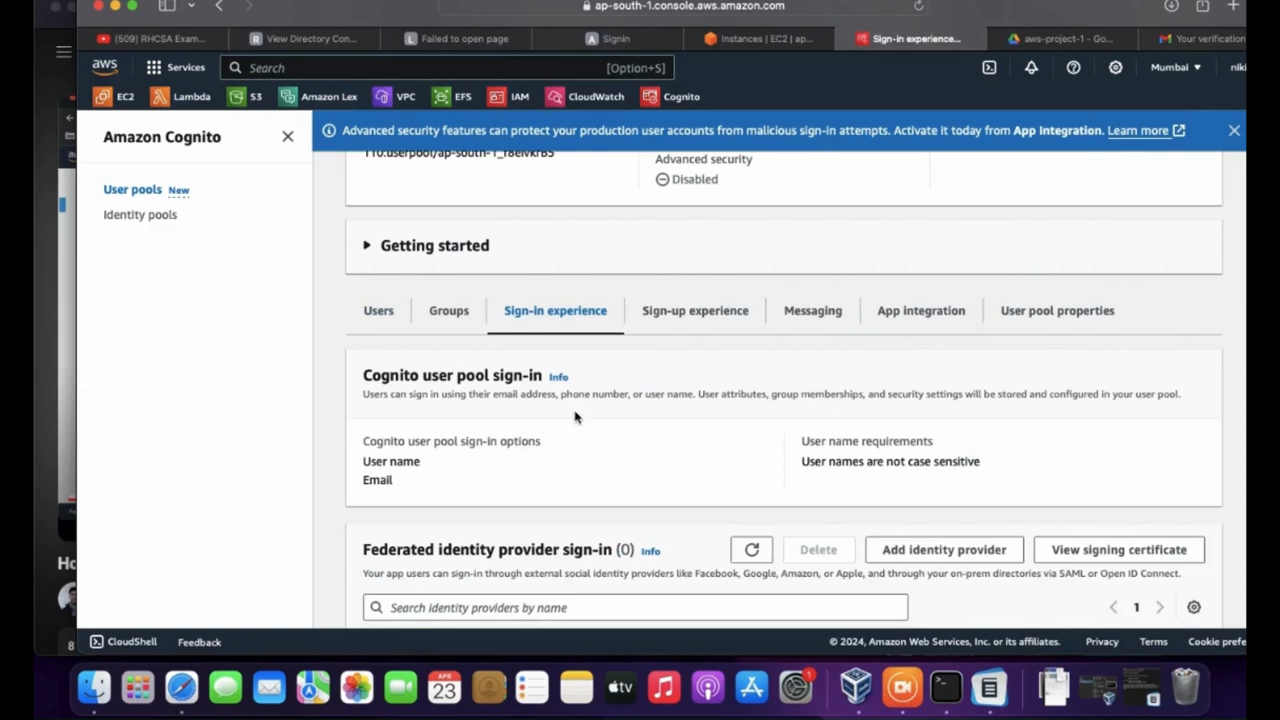 ap-south-1.console.aws.amazon.com
(509) RHCSA Exam...
View Directory Con...
Failed to open page
Signin
Instances | EC2 | ap...
Sign-in experience...
aws-project-1 - Go...
Your verification
aws
Services
Search
[Option+S]
Mumbai
niki
EC2
Lambda
S3
Amazon Lex
VPC
EFS
IAM
CloudWatch
Cognito
Amazon Cognito
Advanced security features can protect your production user accounts from malicious sign-in attempts. Activate it today from App Integration. Learn more
User pools New
Identity pools
Advanced security
Disabled
Getting started
Users
Groups
Sign-in experience
Sign-up experience
Messaging
App integration
User pool properties
Cognito user pool sign-in Info
Users can sign in using their email address, phone number, or user name. User attributes, group memberships, and security settings will be stored and configured in your user pool.
Cognito user pool sign-in options
User name
Email
User name requirements
User names are not case sensitive
Federated identity provider sign-in (0) Info
Delete
Add identity provider
View signing certificate
Your app users can sign-in through external social identity providers like Facebook, Google, Amazon, or Apple, and through your on-prem directories via SAML or Open ID Connect.
Search identity providers by name
1
CloudShell
Feedback
© 2024, Amazon Web Services, Inc. or its affiliates.
Privacy
Terms
Cookie prefe
Ho
8
APR
23
tv
1